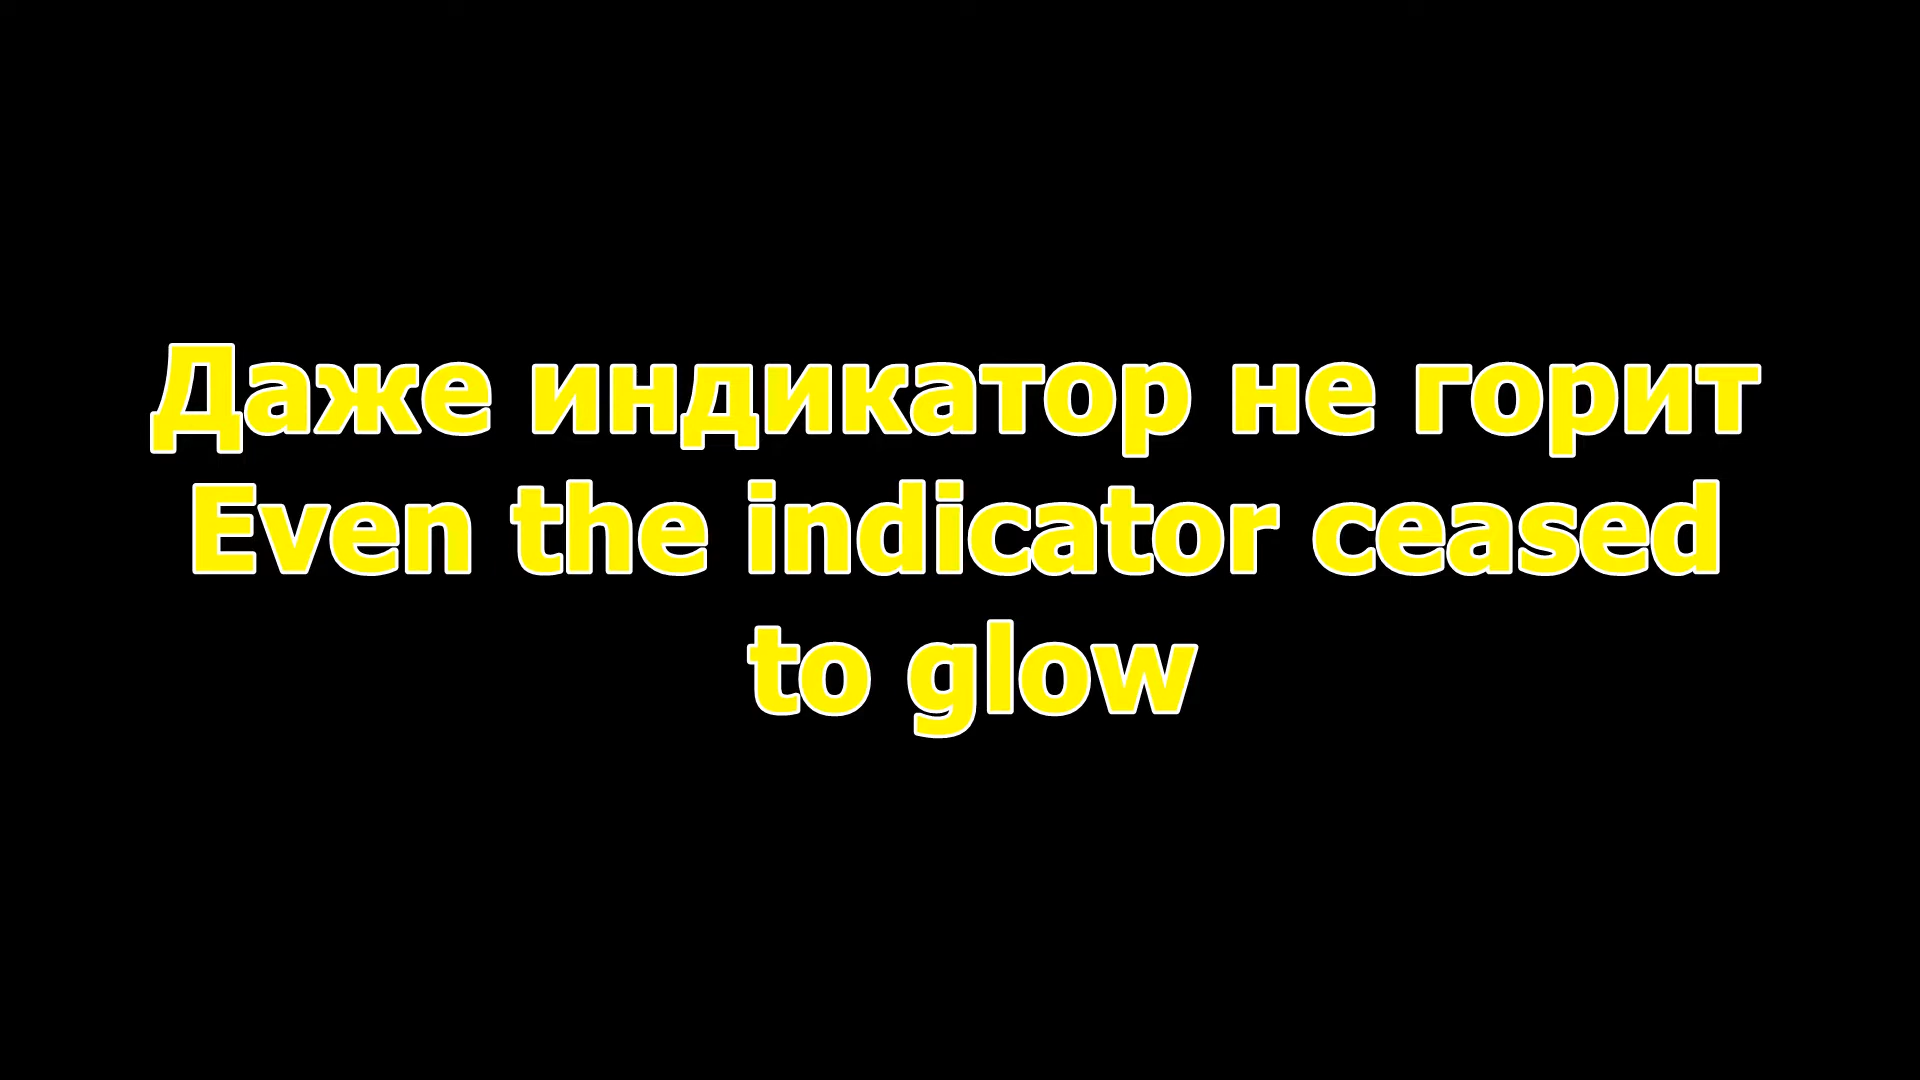 Даже индикатор не горит
Even the indicator ceased
to glow